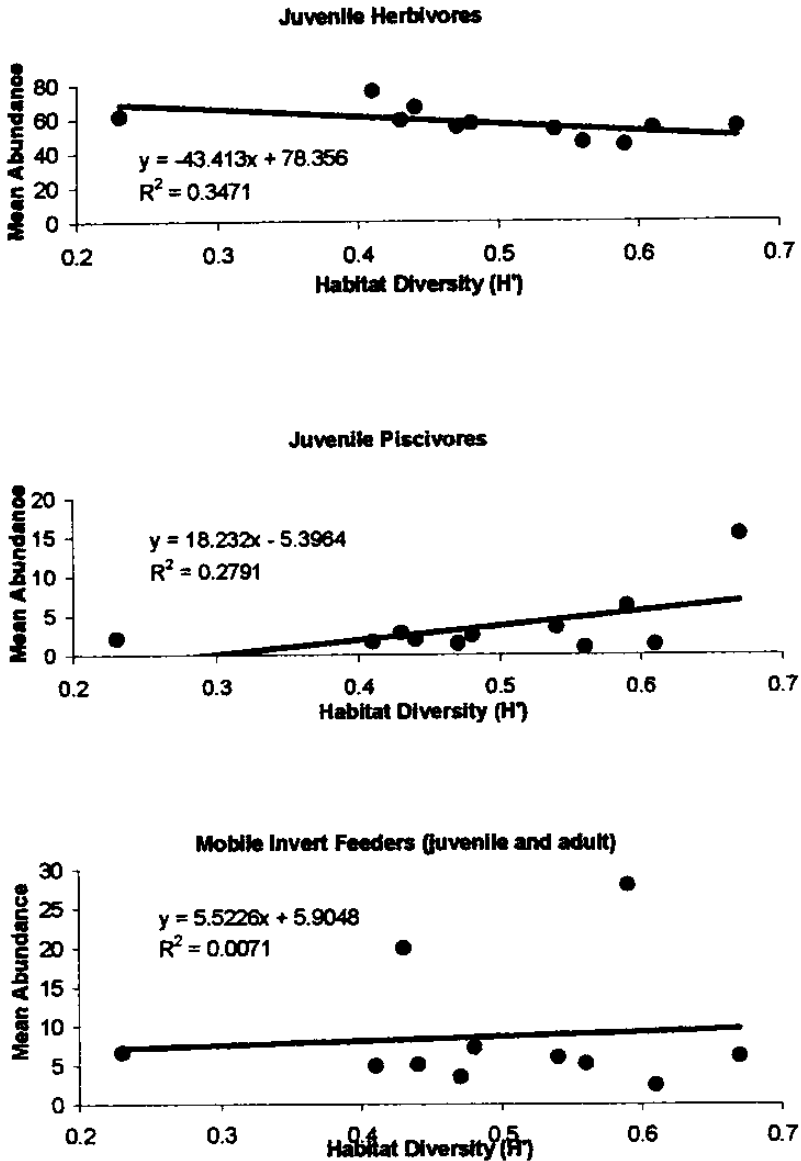 Juvenile Herbivores
Mean Abundance
80
60
40
20
0
y = -43.413x + 78.356
R² = 0.3471
0.2 0.3 0.4 0.5 0.6 0.7
Habitat Diversity (H')
Juvenile Piscivores
Mean Abundance
20
15
10
5
0
y = 18.232x - 5.3964
R² = 0.2791
0.2 0.3 0.4 0.5 0.6 0.7
Habitat Diversity (H')
Mobile Invert Feeders (juvenile and adult)
Mean Abundance
30
25
20
15
10
5
0
y = 5.5226x + 5.9048
R² = 0.0071
0.2 0.3 0.4 0.5 0.6 0.7
Habitat Diversity (H')